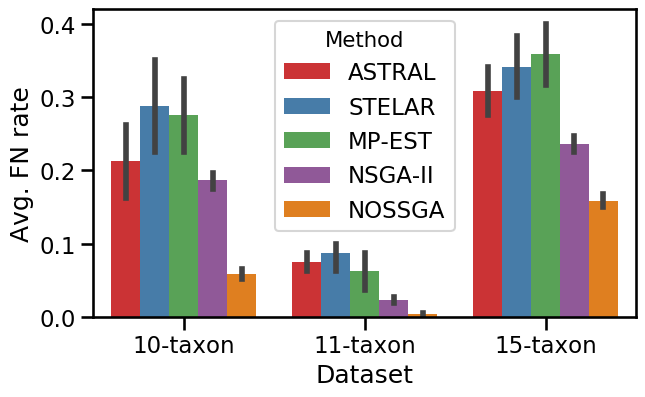 Avg. FN rate
0.4
0.3
0.2
0.1
0.0
Method
ASTRAL
STELAR
MP-EST
NSGA-II
NOSSGA
10-taxon
11-taxon
15-taxon
Dataset